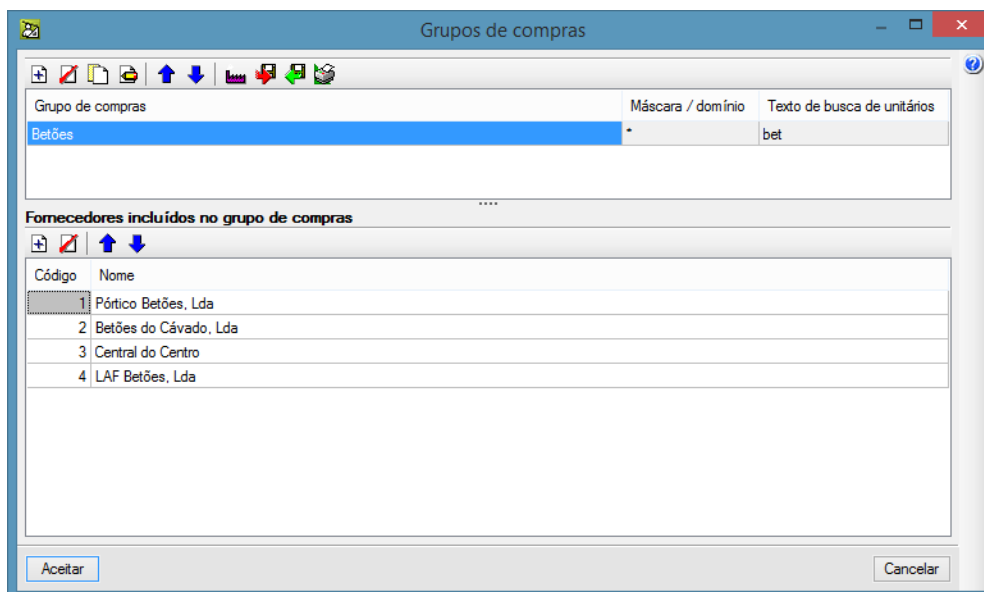 Grupos de compras
Grupo de compras Máscara / domínio Texto de busca de unitários
Betões * bet
Fornecedores incluídos no grupo de compras
Código Nome
1 Pórtico Betões, Lda
2 Betões do Cávado, Lda
3 Central do Centro
4 LAF Betões, Lda
Aceitar Cancelar